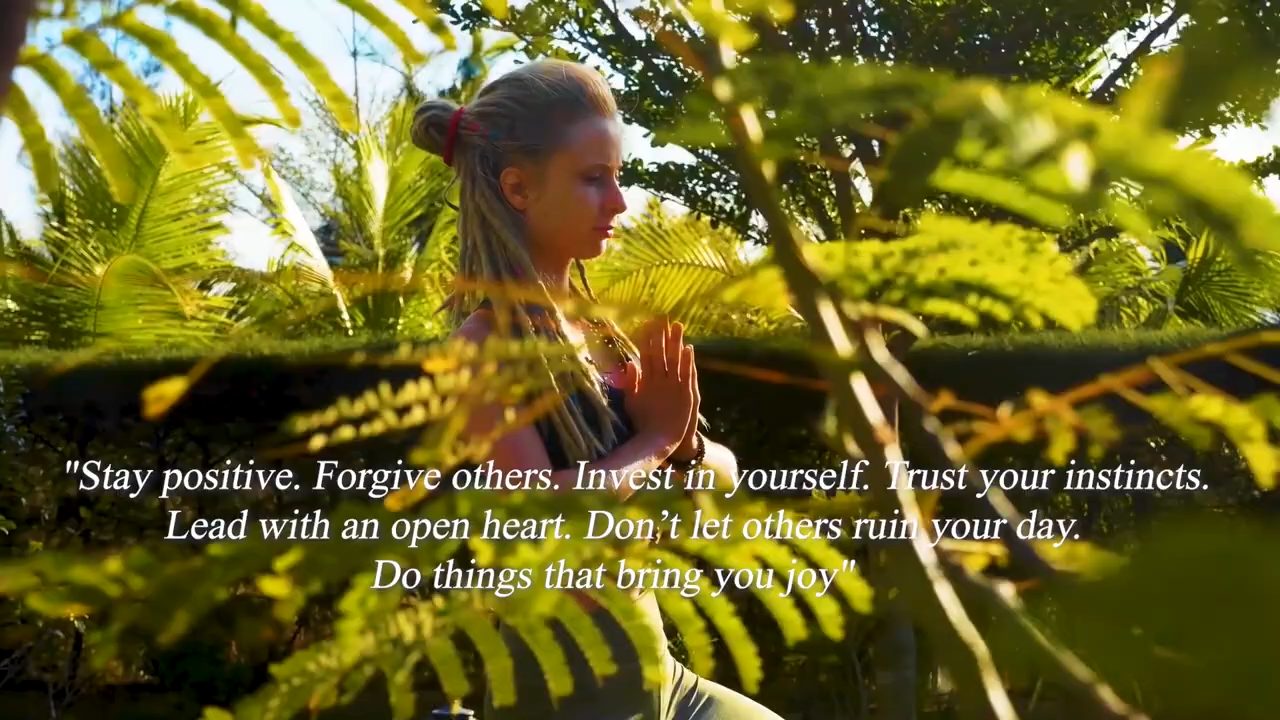 "Stay positive. Forgive others. Invest in yourself. Trust your instincts.
Lead with an open heart. Don,’t let others ruin your day.
Do things that bring you joy"